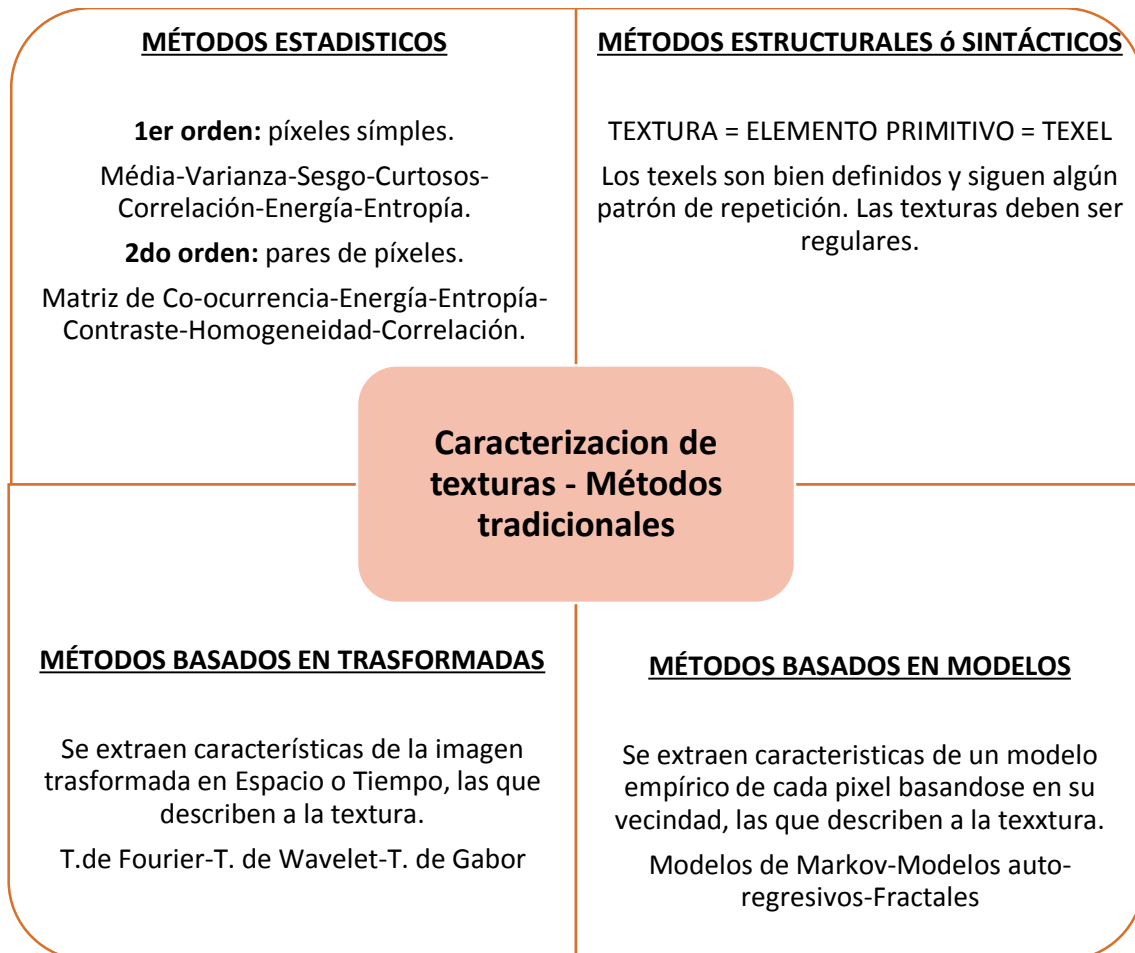 MÉTODOS ESTADISTICOS
1er orden: píxeles símples.
Média-Varianza-Sesgo-Curtosos-
Correlación-Energía-Entropía.
2do orden: pares de píxeles.
Matriz de Co-ocurrencia-Energía-Entropía-
Contraste-Homogeneidad-Correlación.
MÉTODOS ESTRUCTURALES ó SINTÁCTICOS
TEXTURA = ELEMENTO PRIMITIVO = TEXEL
Los texels son bien definidos y siguen algún
patrón de repetición. Las texturas deben ser
regulares.
Caracterizacion de
texturas - Métodos
tradicionales
MÉTODOS BASADOS EN TRASFORMADAS
Se extraen características de la imagen
trasformada en Espacio o Tiempo, las que
describen a la textura.
T.de Fourier-T. de Wavelet-T. de Gabor
MÉTODOS BASADOS EN MODELOS
Se extraen caracteristicas de un modelo
empírico de cada pixel basandose en su
vecindad, las que describen a la texxtura.
Modelos de Markov-Modelos auto-
regresivos-Fractales